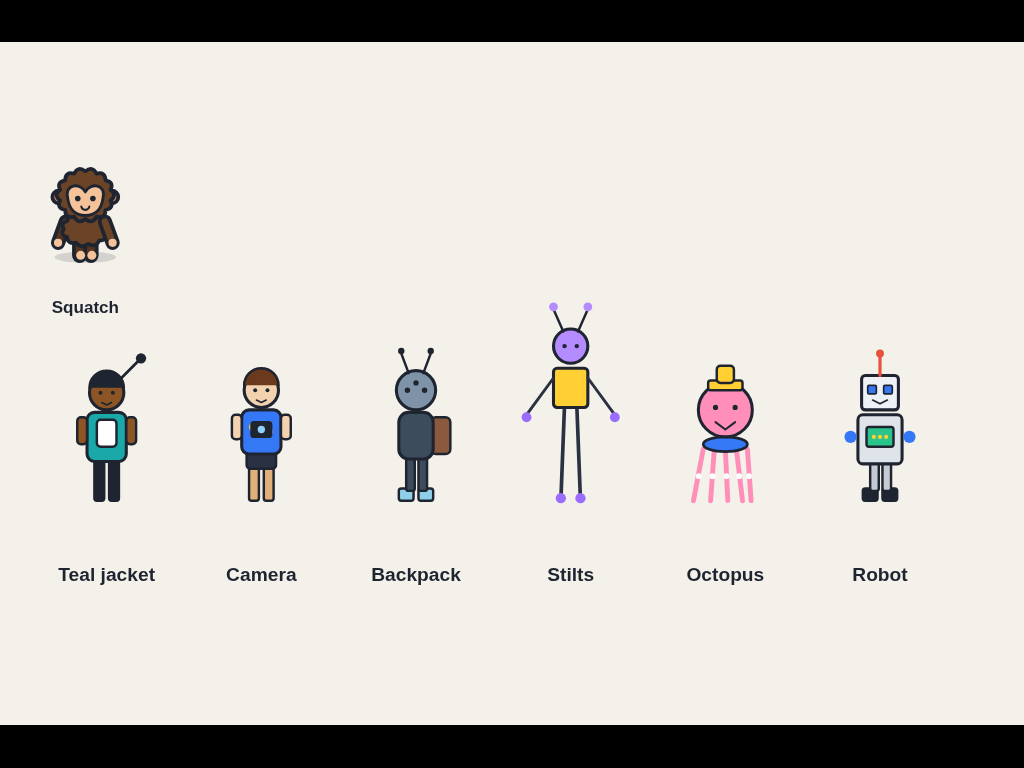 Squatch
Teal jacket
Camera
Backpack
Stilts
Octopus
Robot